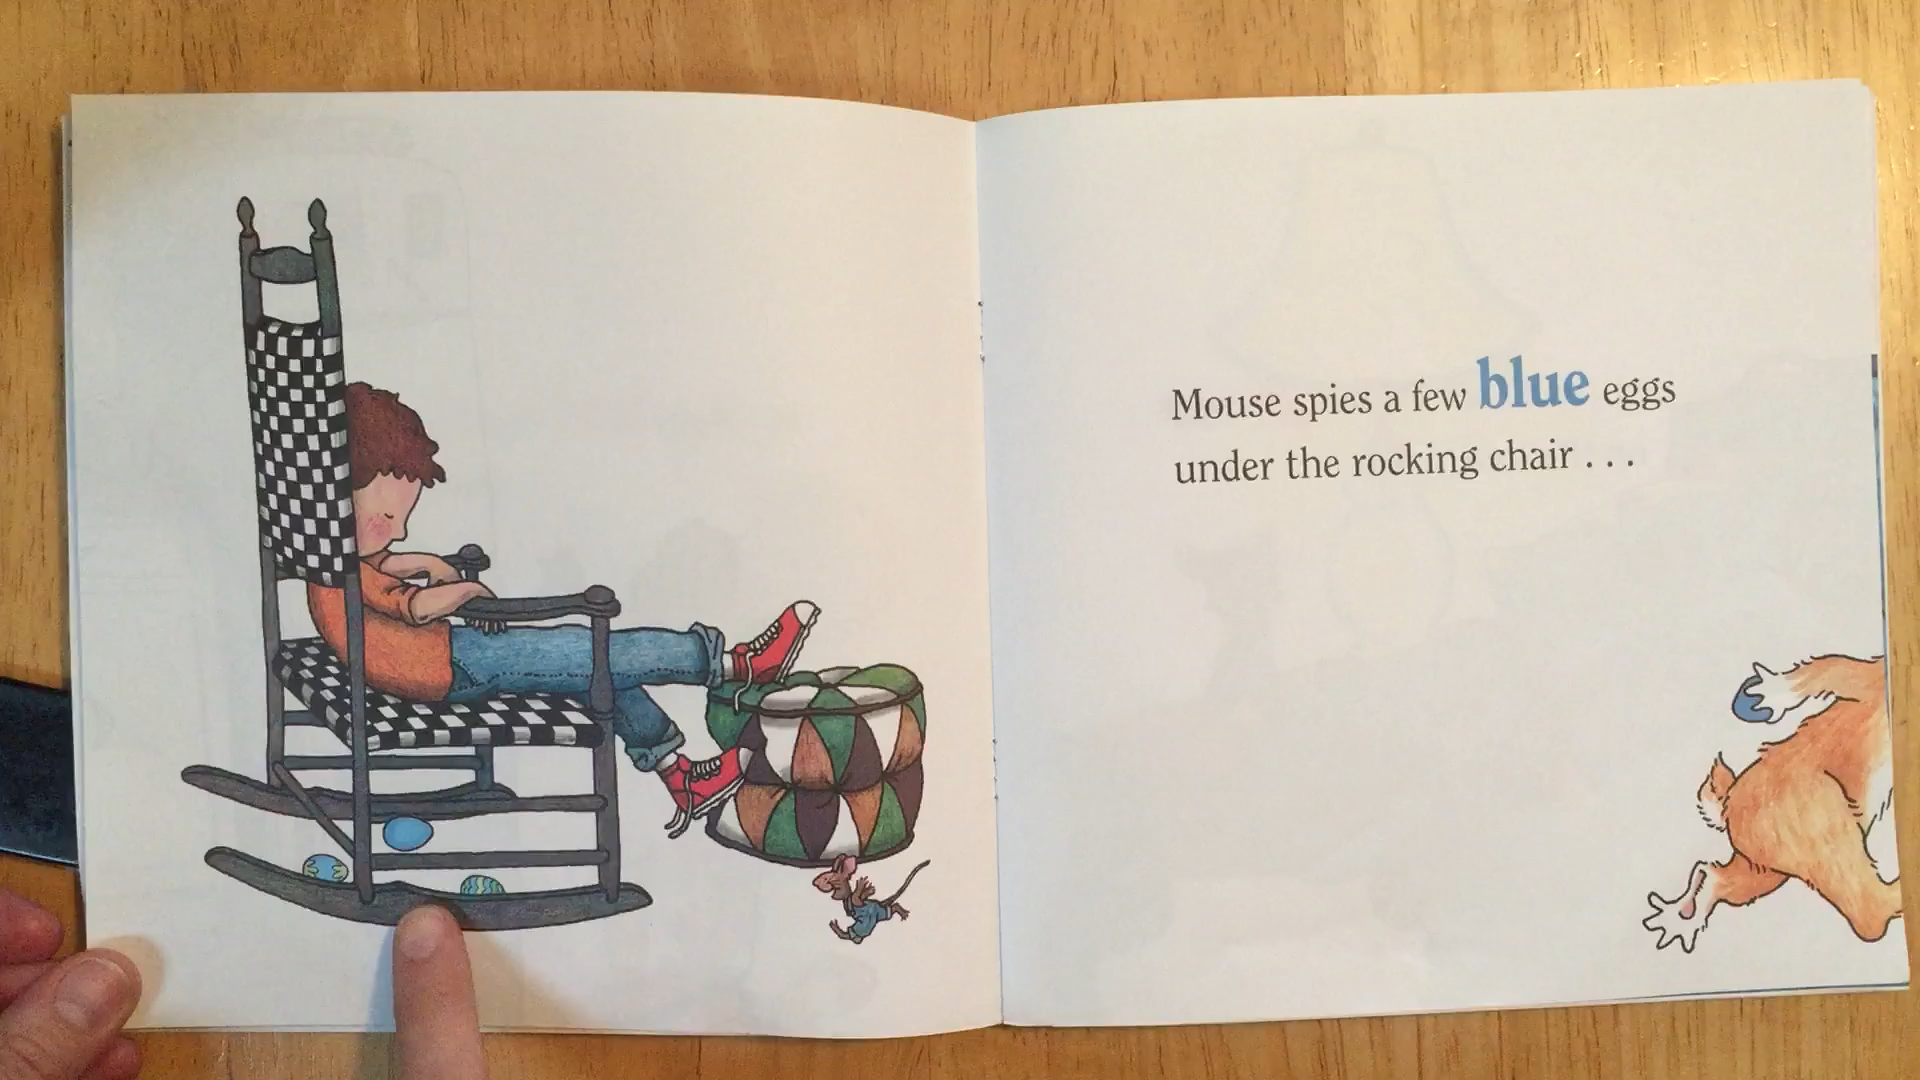 Mouse spies a few blue eggs
under the rocking chair . . .